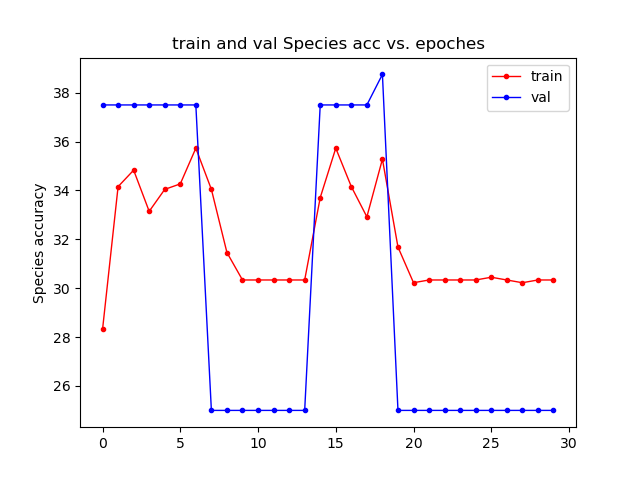 train and val Species acc vs. epoches
train
val
Species accuracy
38
36
34
32
30
28
26
0 5 10 15 20 25 30